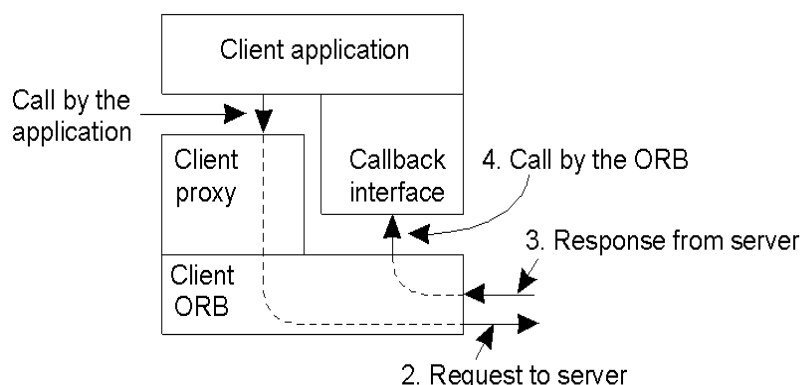 Client application
Call by the
application
Client
proxy
Callback
interface
4. Call by the ORB
3. Response from server
Client
ORB
2. Request to server